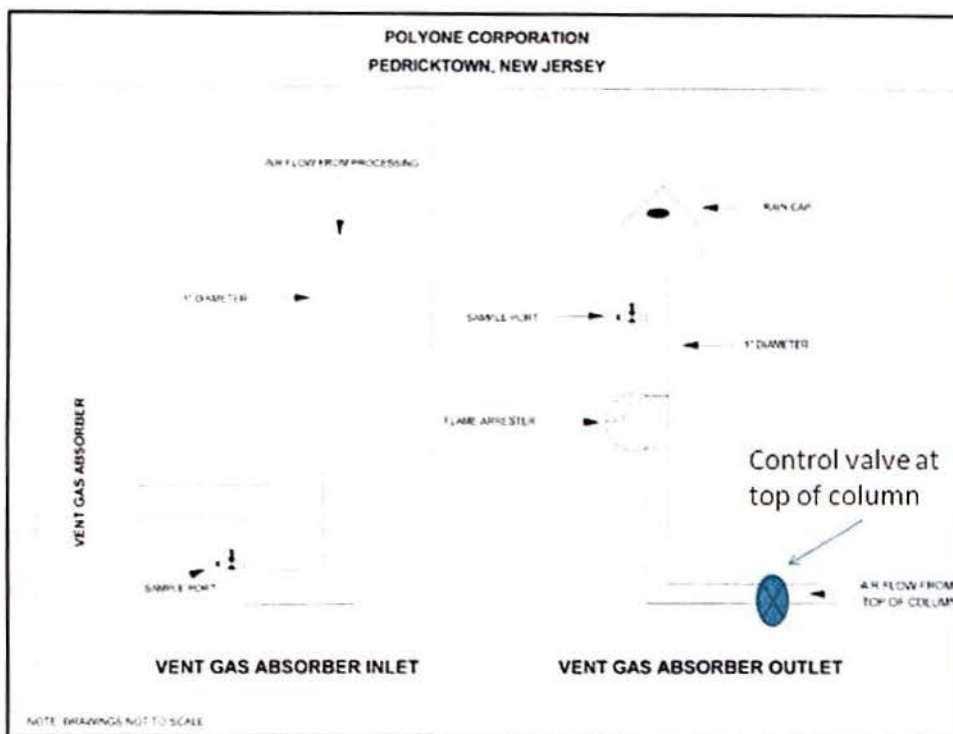 POLYONE CORPORATION
PEDRICKTOWN, NEW JERSEY
AIR FLOW FROM PROCESSING
1" DIAMETER
VENT GAS ABSORBER
SAMPLE PORT
VENT GAS ABSORBER INLET
RAIN CAP
SAMPLE PORT
1" DIAMETER
FLAME ARRESTER
Control valve at
top of column
AIR FLOW FROM
TOP OF COLUM
VENT GAS ABSORBER OUTLET
NOTE: DRAWINGS NOT TO SCALE